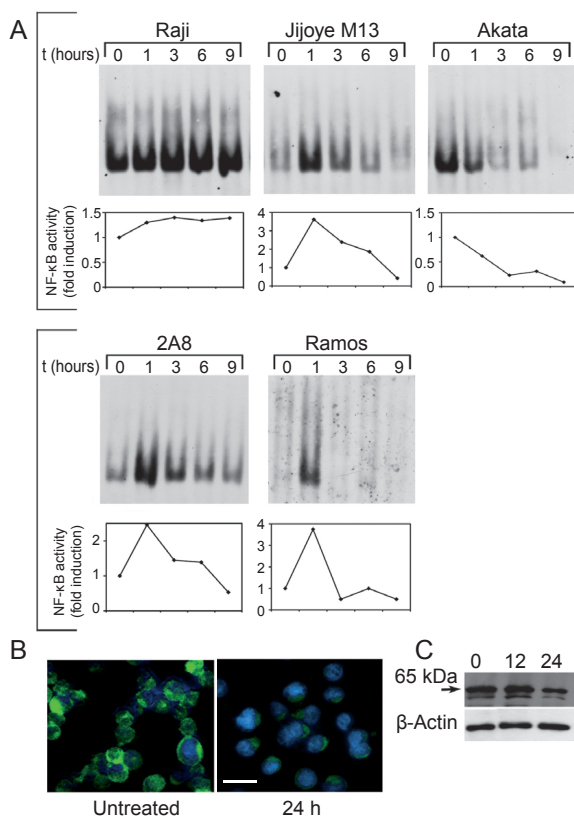 A
Raji Jijoye M13 Akata
t (hours) 0 1 3 6 9 0 1 3 6 9 0 1 3 6 9
NF-κB activity
(fold induction)
1.5
1
0.5
0
4
3
2
1
0
1.5
1
0.5
0
2A8 Ramos
t (hours) 0 1 3 6 9 0 1 3 6 9
NF-κB activity
(fold induction)
2
1
0
4
3
2
1
0
B
Untreated 24 h
C
0 12 24
65 kDa
β-Actin